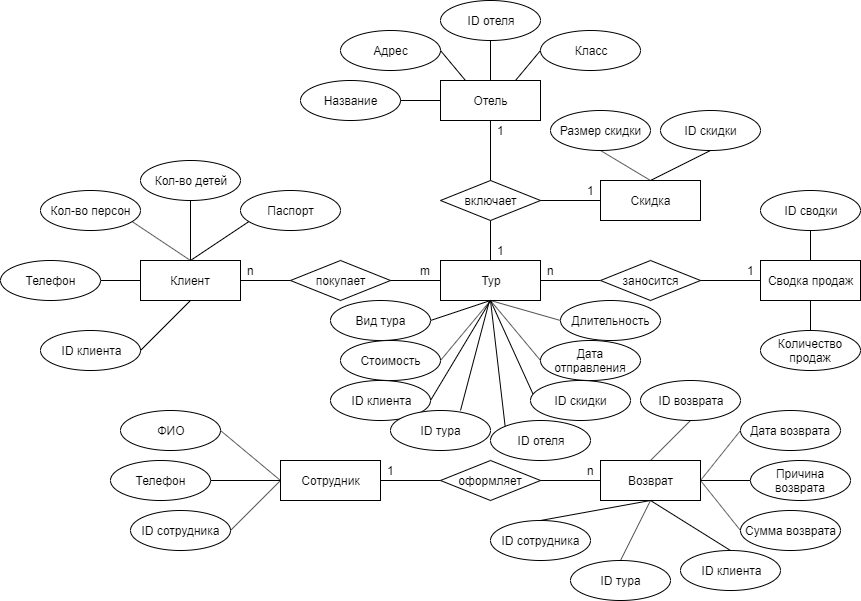 ID отеля
Адрес
Класс
Название
Отель
1
Размер скидки
ID скидки
Кол-во детей
включает
1
Скидка
Кол-во персон
Паспорт
ID сводки
1
Телефон
Клиент
n
покупает
m
Тур
n
заносится
1
Сводка продаж
Вид тура
Длительность
ID клиента
Количество
продаж
Стоимость
Дата
отправления
ID клиента
ID скидки
ID возврата
ID тура
ID отеля
ФИО
Дата возврата
Телефон
Сотрудник
1
оформляет
n
Возврат
Причина
возврата
ID сотрудника
Сумма возврата
ID сотрудника
ID тура
ID клиента